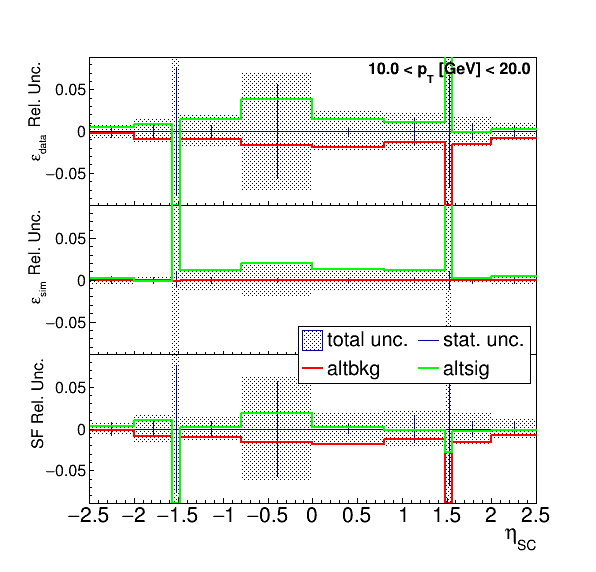 10.0 < p_T [GeV] < 20.0
ε_data Rel. Unc.
0.05
0
−0.05
ε_sim Rel. Unc.
0.05
0
−0.05
total unc. stat. unc.
altbkg altsig
SF Rel. Unc.
0.05
0
−0.05
−2.5 −2 −1.5 −1 −0.5 0 0.5 1 1.5 2 2.5
η_SC